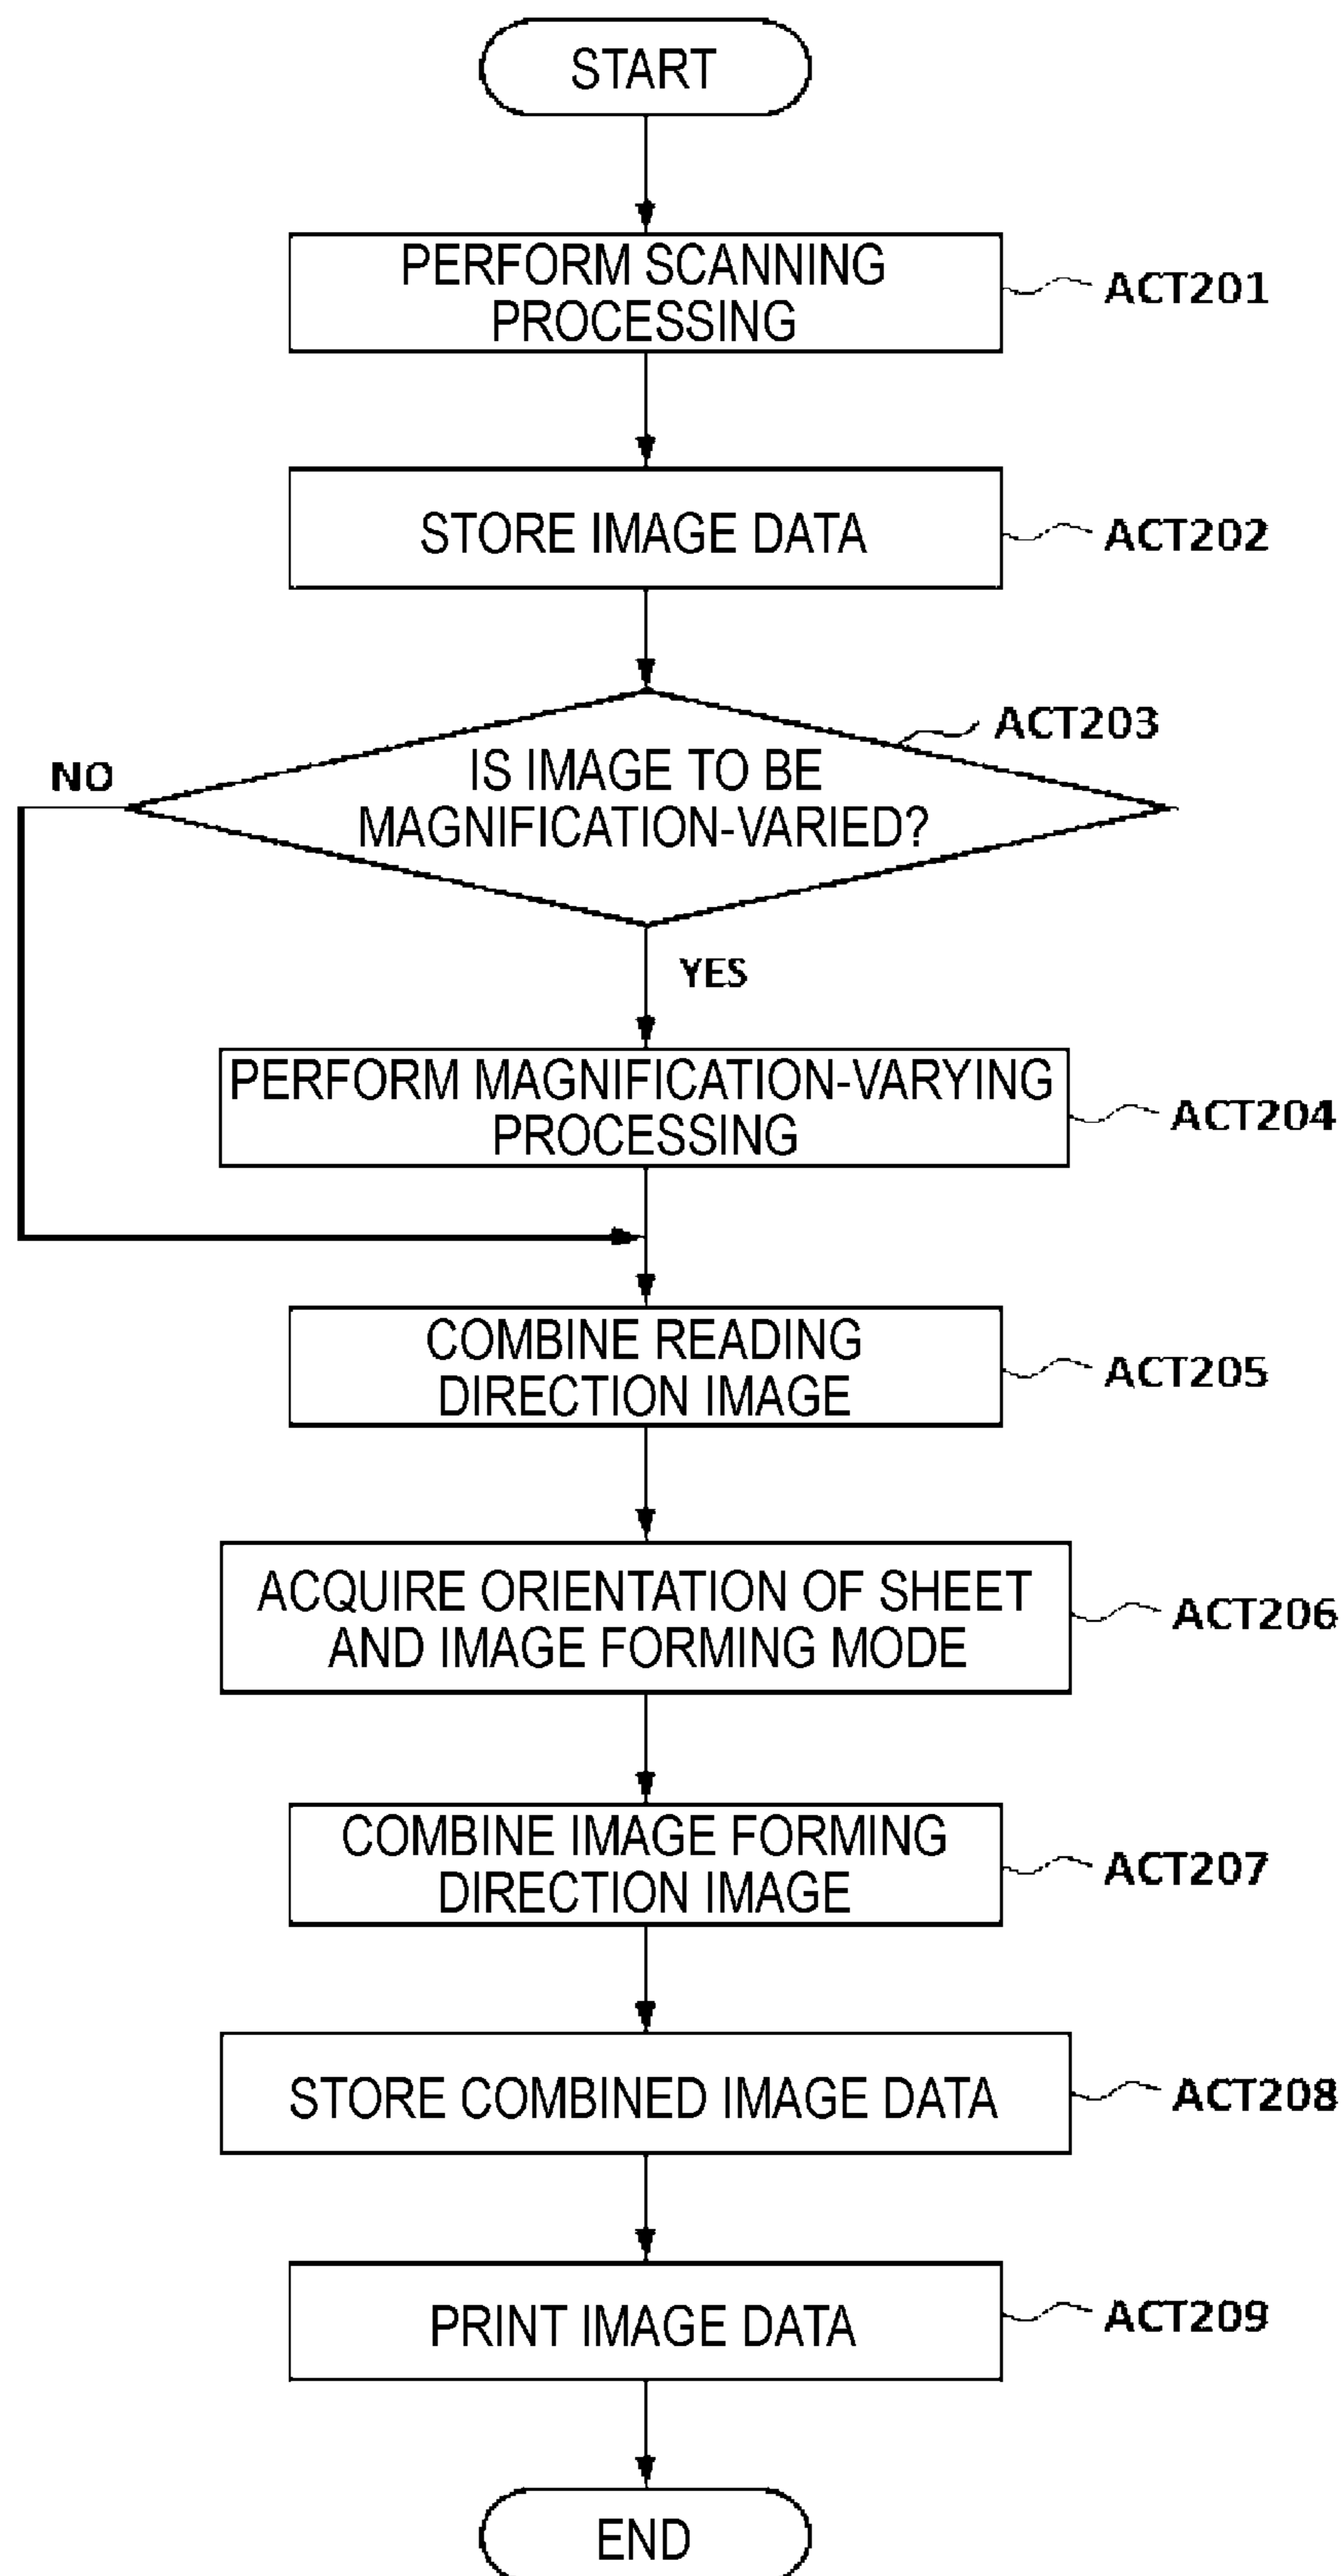 START
PERFORM SCANNING
PROCESSING
ACT201
STORE IMAGE DATA
ACT202
ACT203
NO
IS IMAGE TO BE
MAGNIFICATION-VARIED?
YES
PERFORM MAGNIFICATION-VARYING
PROCESSING
ACT204
COMBINE READING
DIRECTION IMAGE
ACT205
ACQUIRE ORIENTATION OF SHEET
AND IMAGE FORMING MODE
ACT206
COMBINE IMAGE FORMING
DIRECTION IMAGE
ACT207
STORE COMBINED IMAGE DATA
ACT208
PRINT IMAGE DATA
ACT209
END